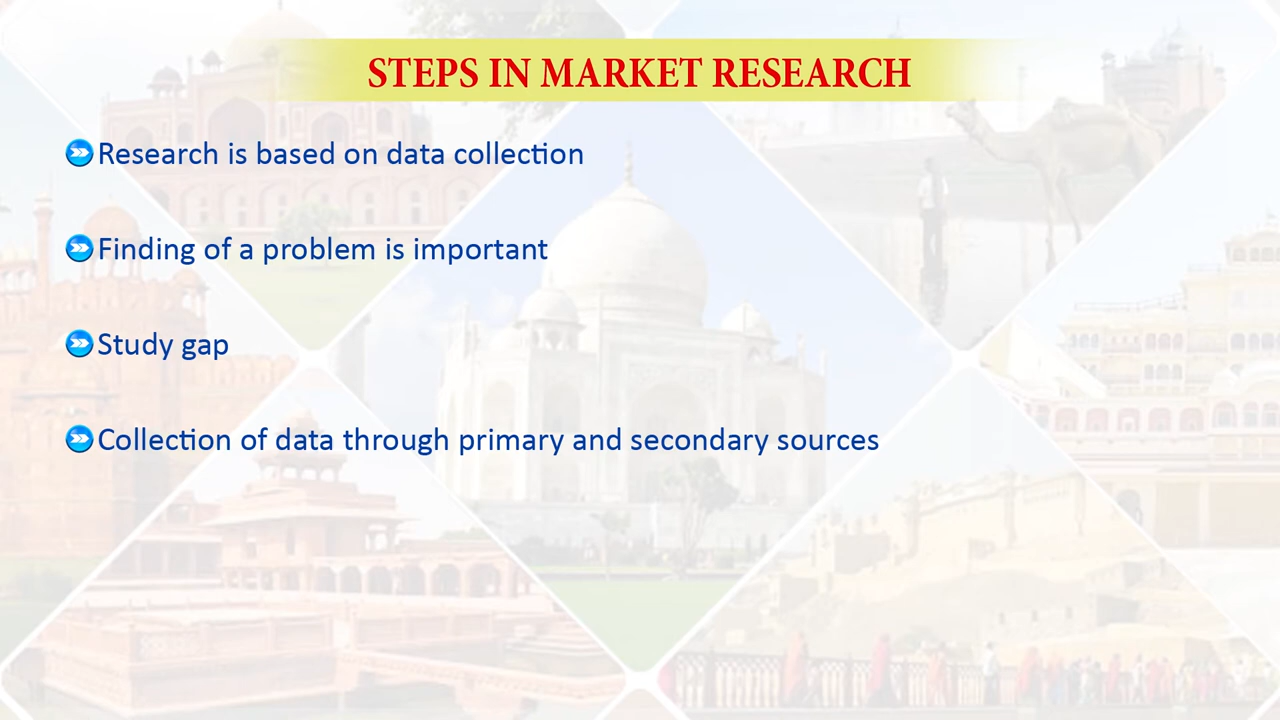 STEPS IN MARKET RESEARCH
Research is based on data collection
Finding of a problem is important
Study gap
Collection of data through primary and secondary sources